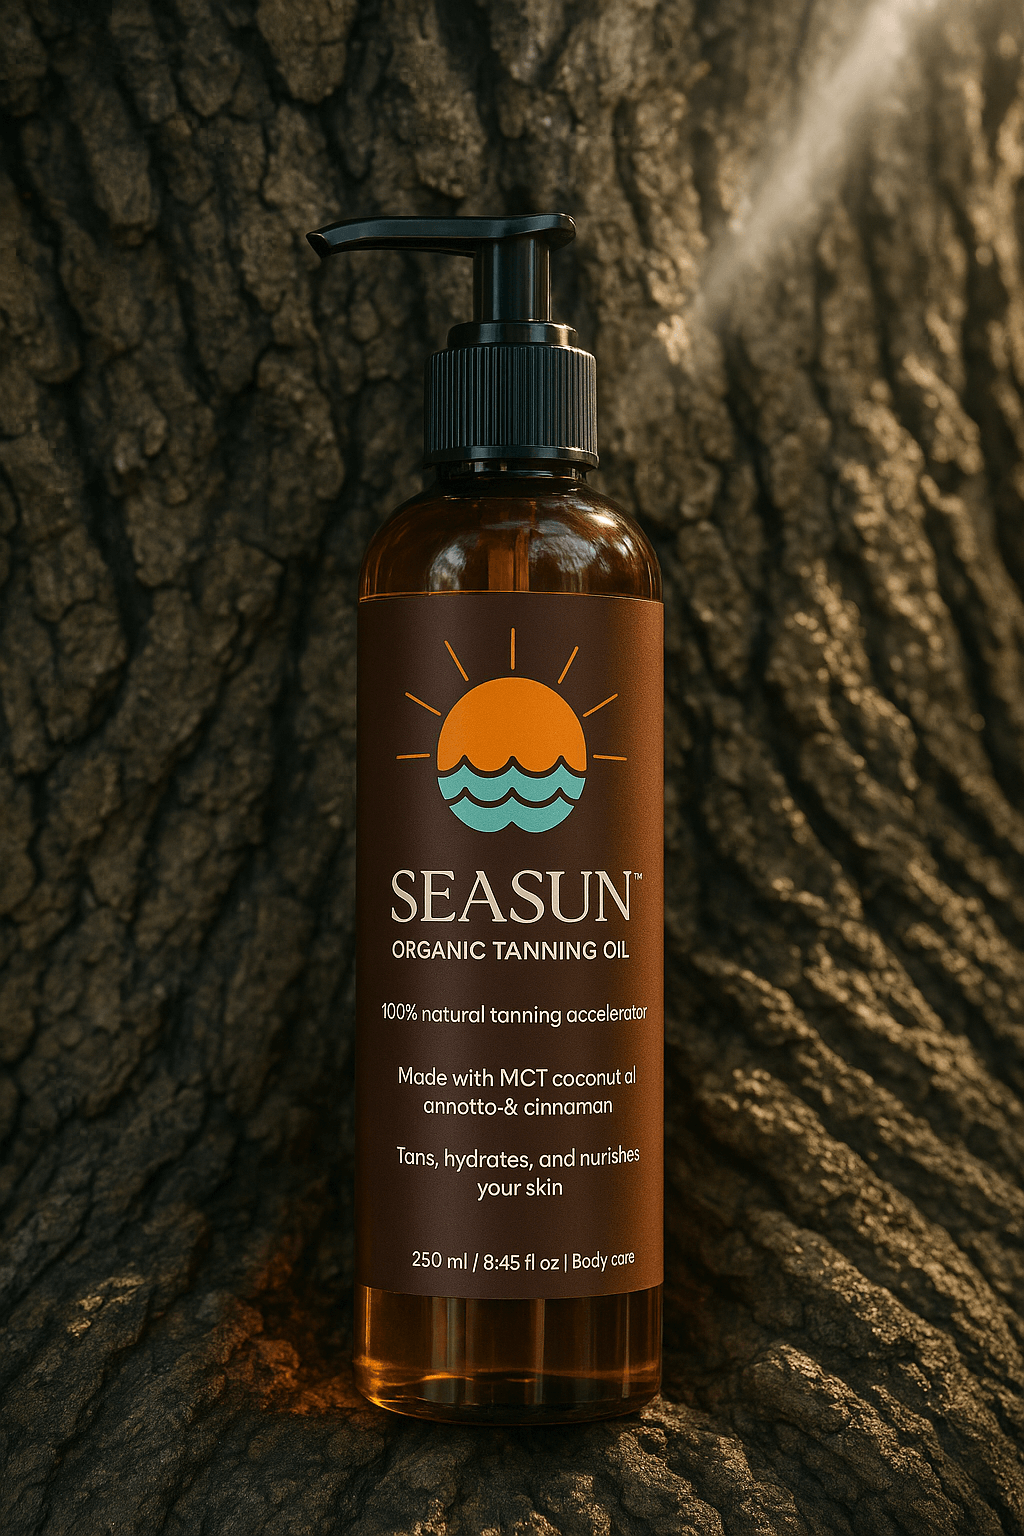 SEASUN™
ORGANIC TANNING OIL
100% natural tanning accelerator
Made with MCT coconut al
annotto-& cinnaman
Tans, hydrates, and nurishes
your skin
250 ml / 8:45 fl oz | Body care